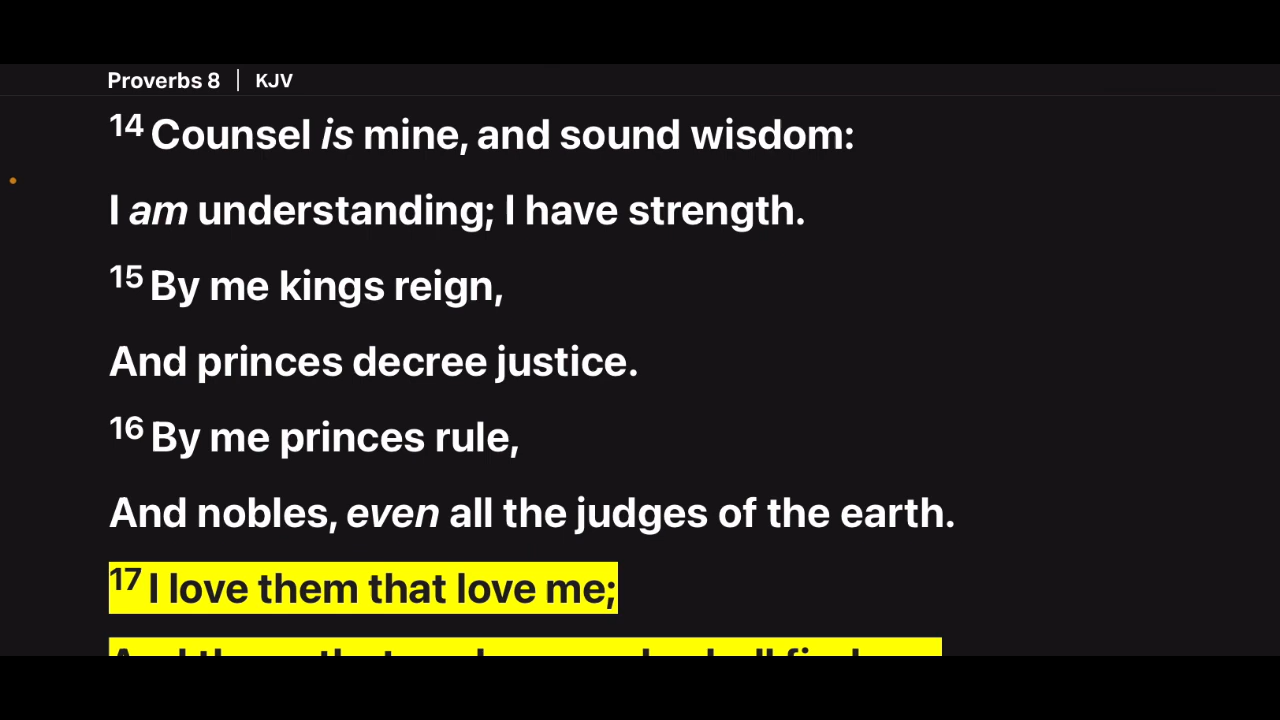 Proverbs 8 | KJV
14 Counsel is mine, and sound wisdom:
I am understanding; I have strength.
15 By me kings reign,
And princes decree justice.
16 By me princes rule,
And nobles, even all the judges of the earth.
17 I love them that love me;